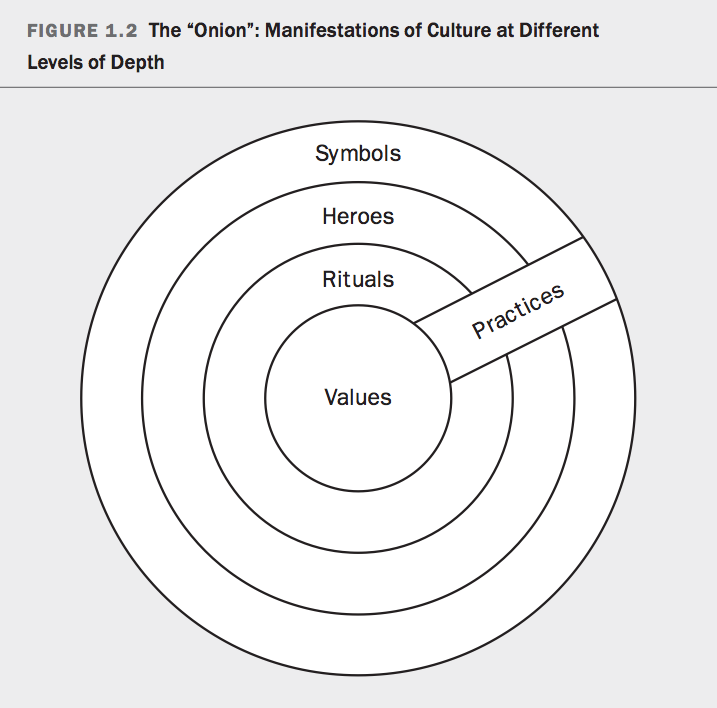 FIGURE 1.2 The “Onion”: Manifestations of Culture at Different
Levels of Depth
Symbols
Heroes
Rituals
Practices
Values